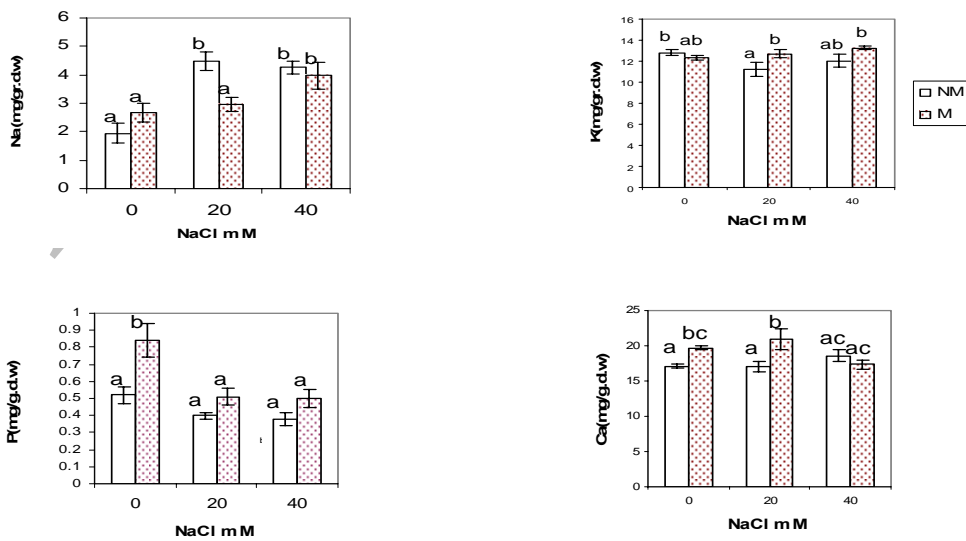 6
5
4
3
2
1
0
Na(mg/gr.d.w)
a
a
b
a
b
b
0 20 40
NaCl mM
16
14
12
10
8
6
4
2
0
K(mg/gr.d.w)
b
ab
a
b
ab
b
0 20 40
NaCl mM
NM
M
1
0.9
0.8
0.7
0.6
0.5
0.4
0.3
0.2
0.1
0
P(mg/g.d.w)
a
b
a
a
a
a
0 20 40
NaCl mM
25
20
15
10
5
0
Ca(mg/g.d.w)
a
bc
a
b
ac
ac
0 20 40
NaCl mM